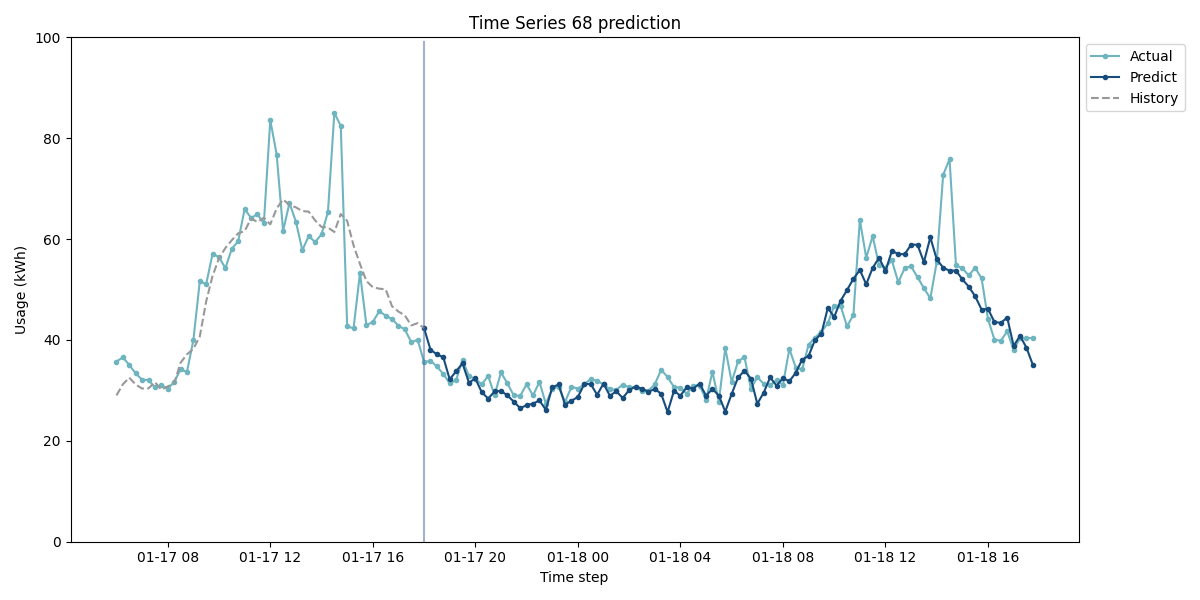 Time Series 68 prediction
100
80
60
40
20
0
Usage (kWh)
01-17 08
01-17 12
01-17 16
01-17 20
01-18 00
01-18 04
01-18 08
01-18 12
01-18 16
Time step
Actual
Predict
History